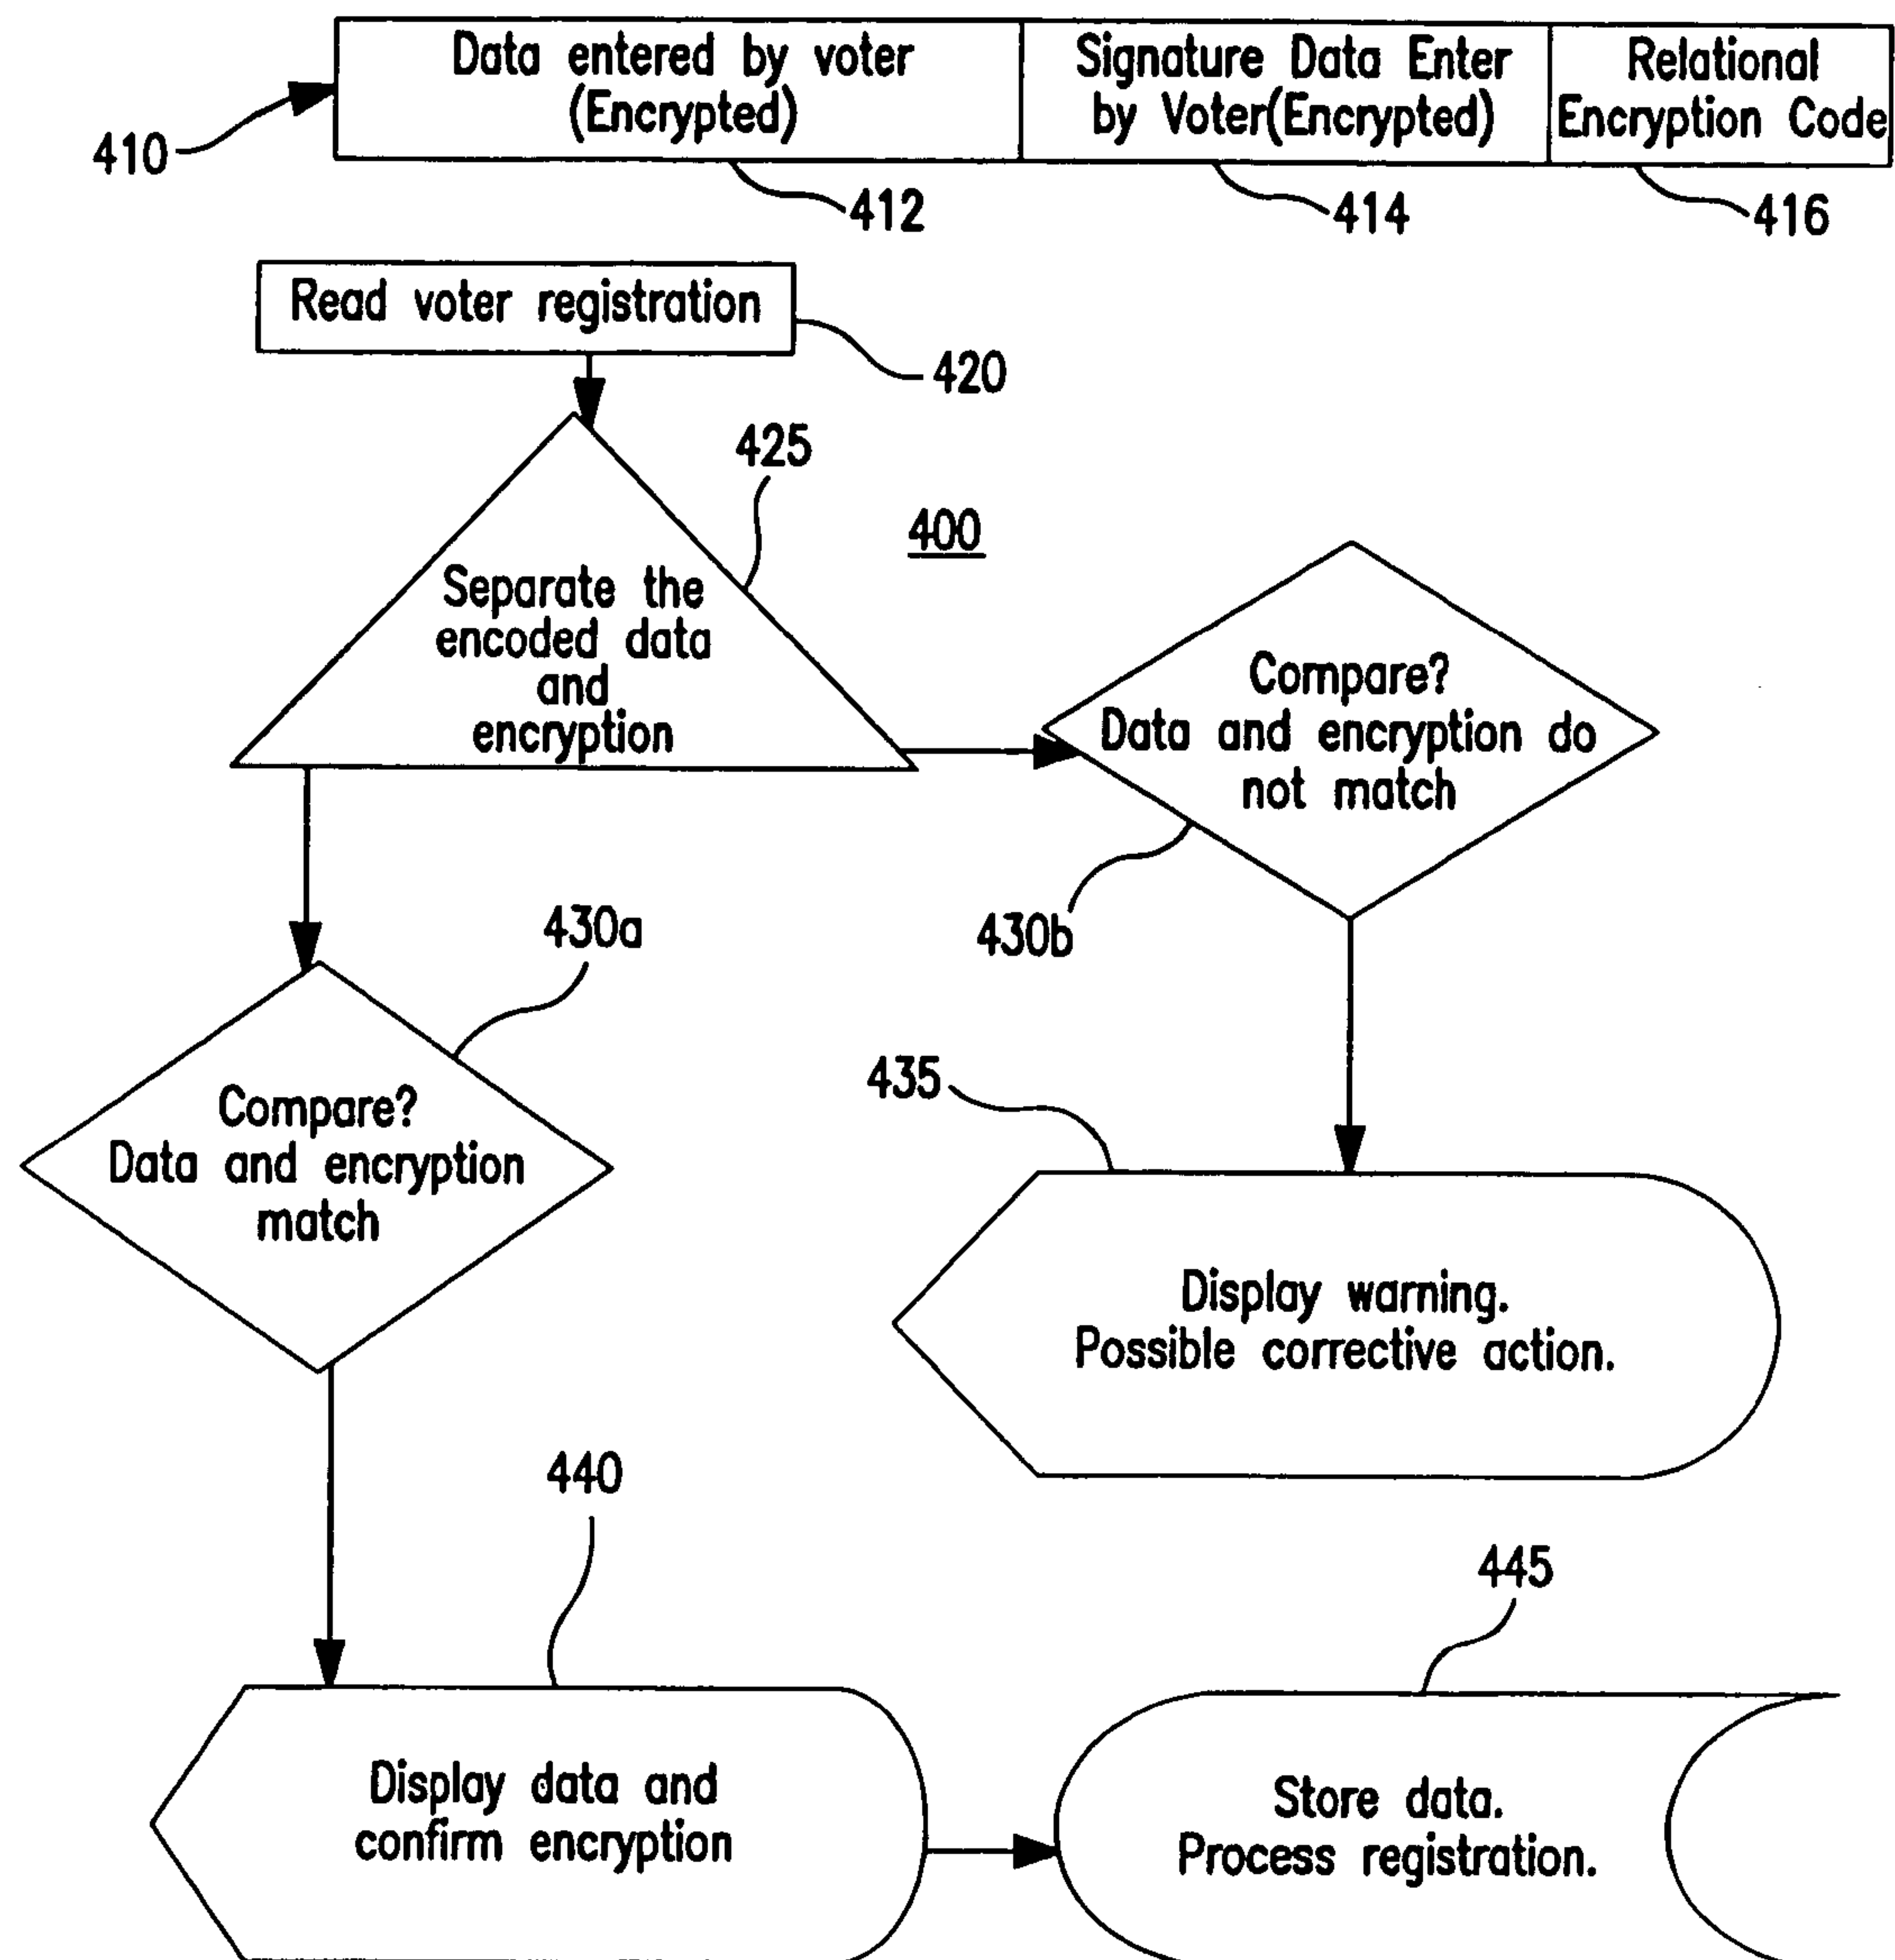 Data entered by voter
(Encrypted)
Signature Data Enter
by Voter(Encrypted)
Relational
Encryption Code
410
412
414
416
Read voter registration
420
425
Separate the
encoded data
and
encryption
400
Compare?
Data and encryption do
not match
430b
430a
Compare?
Data and encryption
match
435
Display warning.
Possible corrective action.
440
445
Display data and
confirm encryption
Store data.
Process registration.